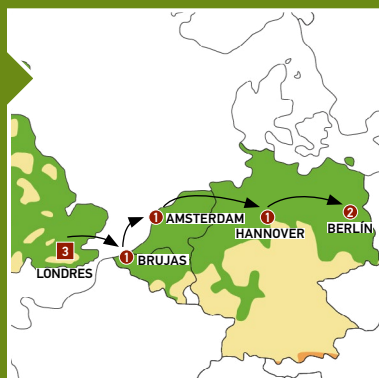 1 AMSTERDAM
1
2
HANNOVER
BERLÍN
3
1 BRUJAS
LONDRES